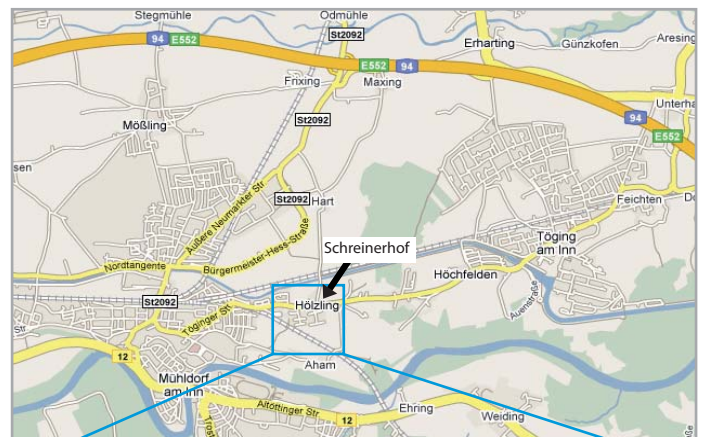 Stegmühle
Odmühle
St2092
94 E552
Erharting
Günzkofen
Aresing
E552 94
Frixing
Maxing
Unterha
St2092
94
Mößling
E552
sen
St2092
Hart
Feichten
Äußere Neumarkter Str
Schreinerhof
Töging
am Inn
Nordtangente
Bürgermeister-Hess-Straße
Höchfelden
St2092
Hölzling
Auenstraße
Str
Töginger Str
12
Aham
Mühldorf
am Inn
Altöttinger Str
12
Ehring
Weiding